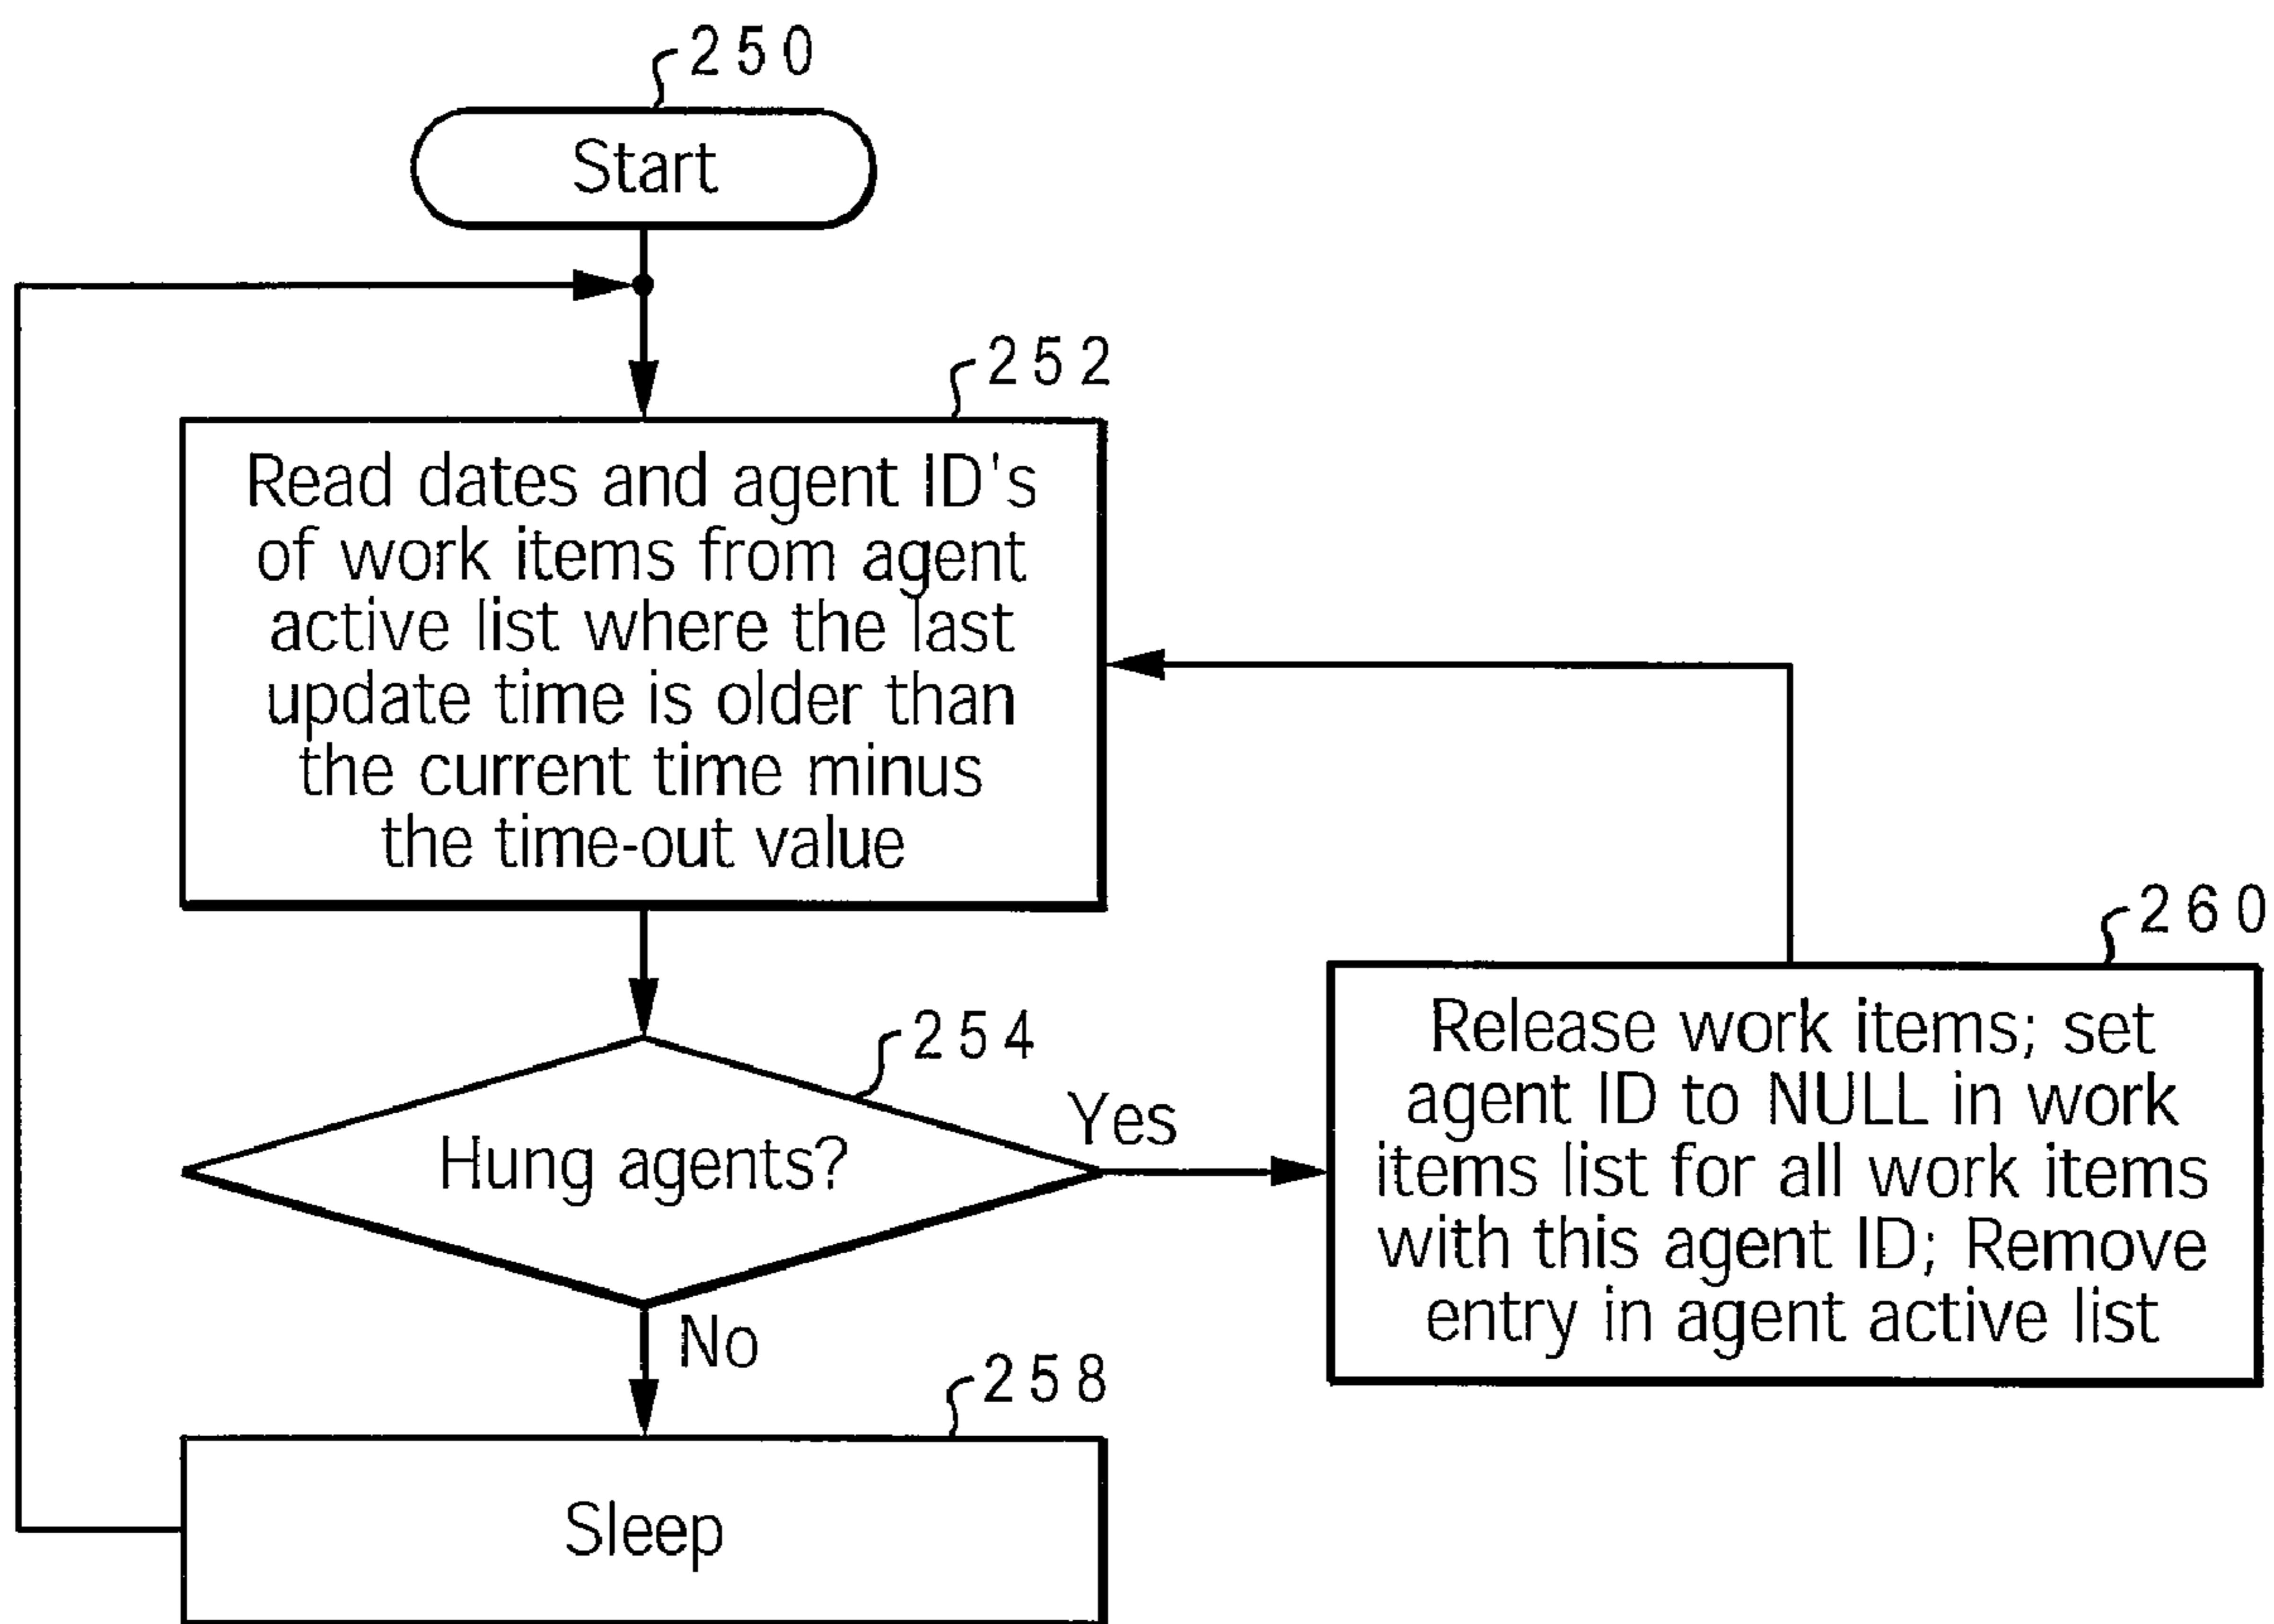 250
Start
252
Read dates and agent ID's
of work items from agent
active list where the last
update time is older than
the current time minus
the time-out value
254
Hung agents?
Yes
260
Release work items; set
agent ID to NULL in work
items list for all work items
with this agent ID; Remove
entry in agent active list
No
258
Sleep